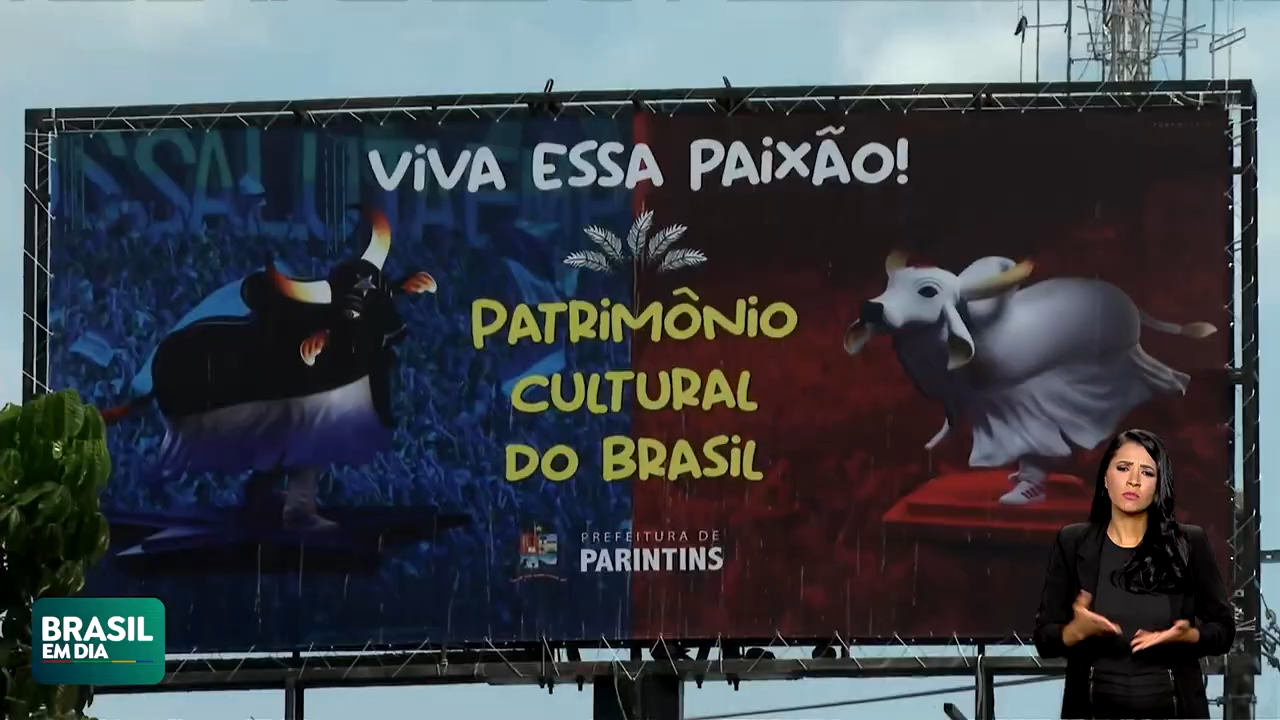 VIVA ESSA PAIXÃO!
PATRIMÔNIO
CULTURAL
DO BRASIL
PREFEITURA DE
PARINTINS
BRASIL
EM DIA